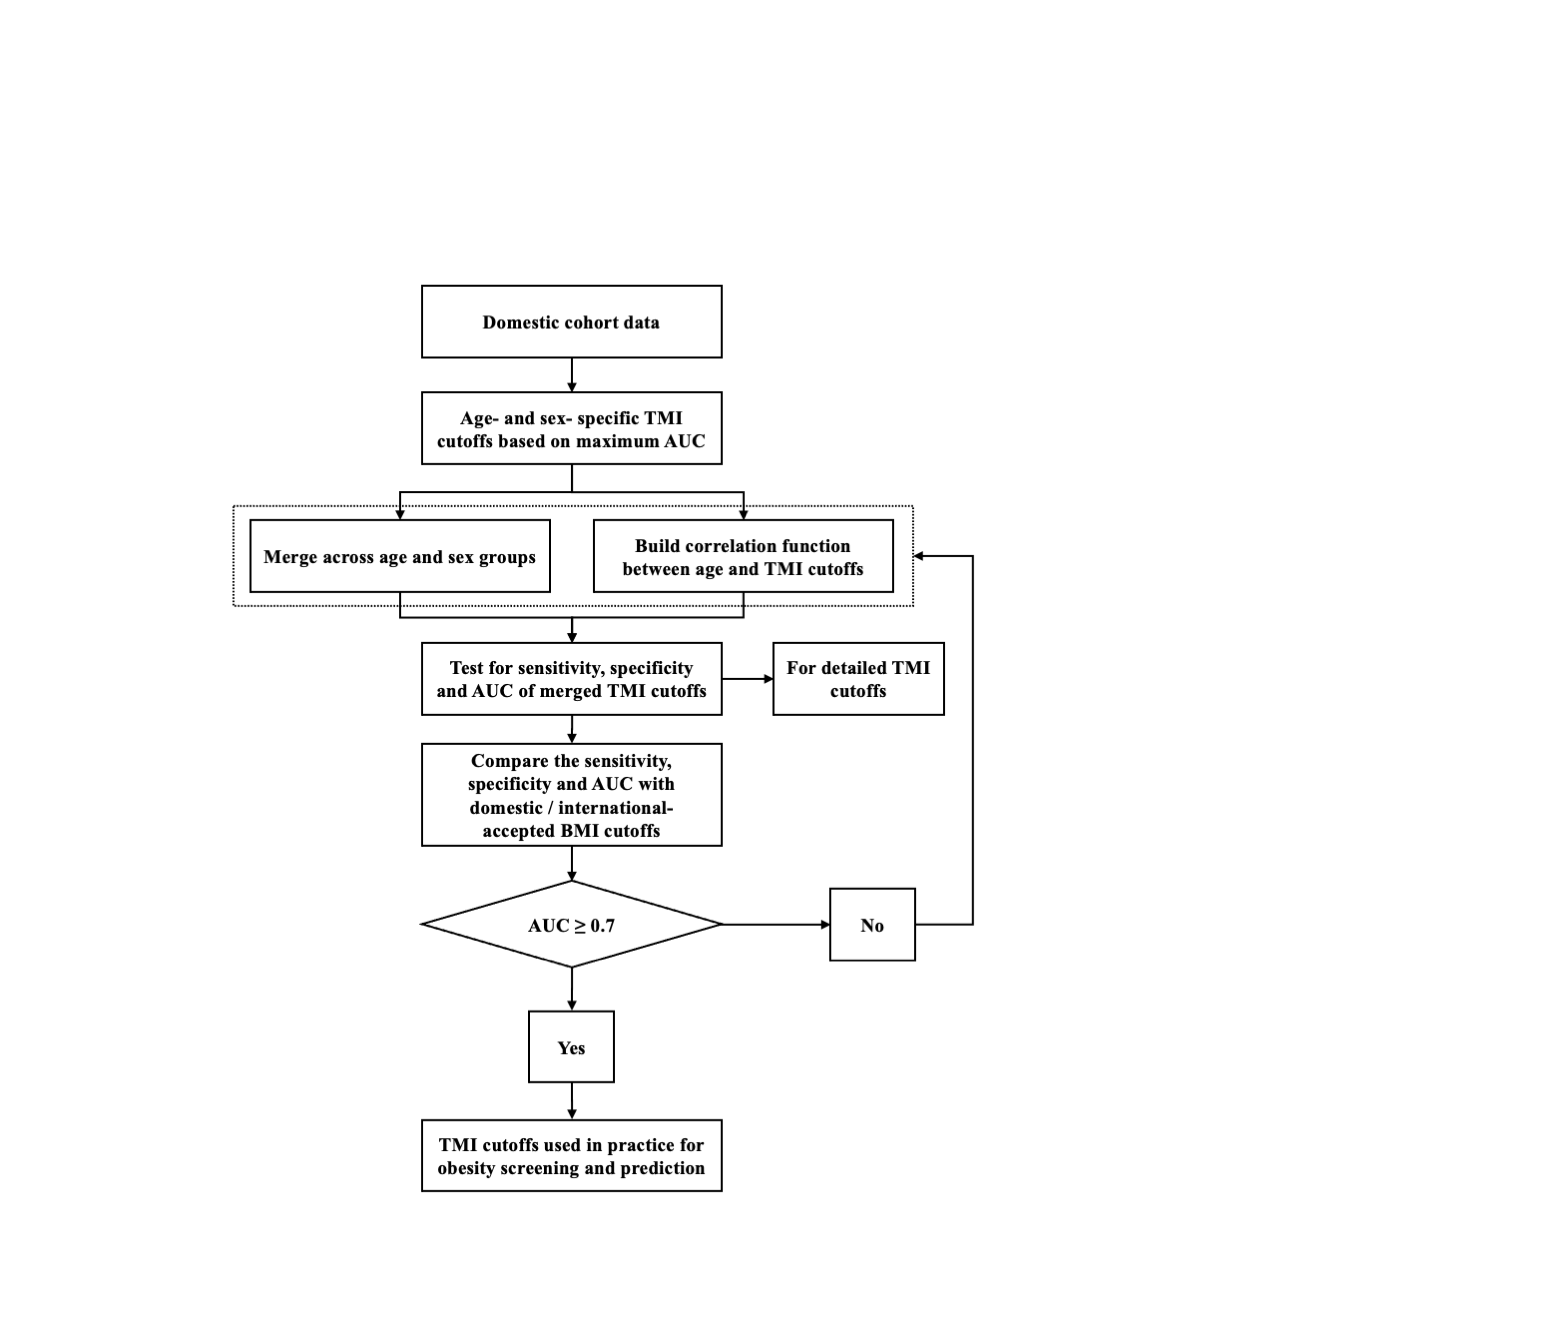 Domestic cohort data
Age- and sex- specific TMI
cutoffs based on maximum AUC
Merge across age and sex groups
Build correlation function
between age and TMI cutoffs
Test for sensitivity, specificity
and AUC of merged TMI cutoffs
For detailed TMI
cutoffs
Compare the sensitivity,
specificity and AUC with
domestic / international-
accepted BMI cutoffs
AUC ≥ 0.7
No
Yes
TMI cutoffs used in practice for
obesity screening and prediction